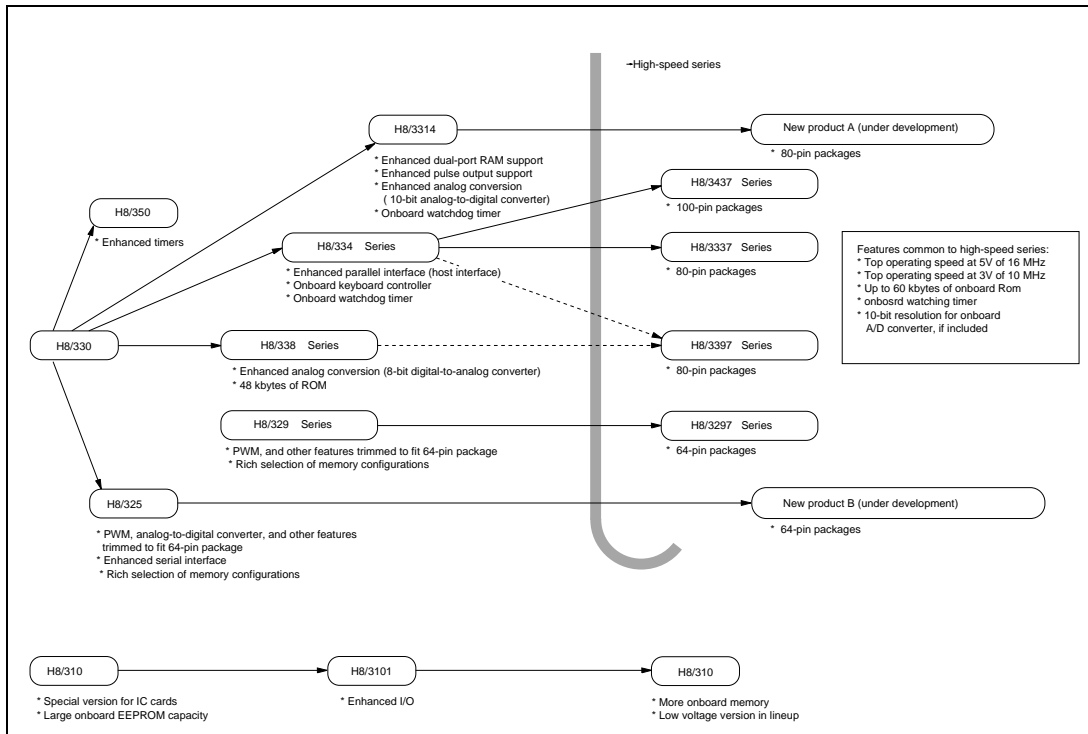 →High-speed series
H8/3314
* Enhanced dual-port RAM support
* Enhanced pulse output support
* Enhanced analog conversion
( 10-bit analog-to-digital converter)
* Onboard watchdog timer
New product A (under development)
* 80-pin packages
H8/350
* Enhanced timers
H8/3437 Series
* 100-pin packages
H8/334 Series
* Enhanced parallel interface (host interface)
* Onboard keyboard controller
* Onboard watchdog timer
H8/3337 Series
* 80-pin packages
Features common to high-speed series:
* Top operating speed at 5V of 16 MHz
* Top operating speed at 3V of 10 MHz
* Up to 60 kbytes of onboard Rom
* onbosrd watching timer
* 10-bit resolution for onboard
A/D converter, if included
H8/330
H8/338 Series
* Enhanced analog conversion (8-bit digital-to-analog converter)
* 48 kbytes of ROM
H8/3397 Series
* 80-pin packages
H8/329 Series
* PWM, and other features trimmed to fit 64-pin package
* Rich selection of memory configurations
H8/3297 Series
* 64-pin packages
H8/325
* PWM, analog-to-digital converter, and other features
trimmed to fit 64-pin package
* Enhanced serial interface
* Rich selection of memory configurations
New product B (under development)
* 64-pin packages
H8/310
* Special version for IC cards
* Large onboard EEPROM capacity
H8/3101
* Enhanced I/O
H8/310
* More onboard memory
* Low voltage version in lineup